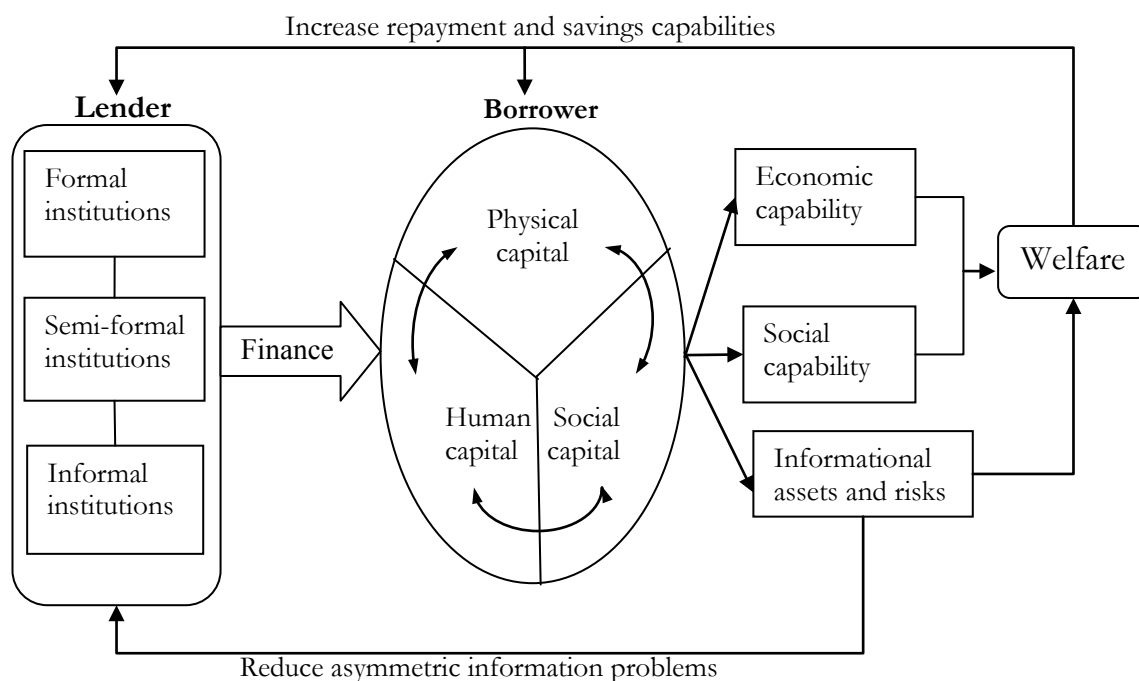 Increase repayment and savings capabilities
Lender
Borrower
Formal
institutions
Semi-formal
institutions
Informal
institutions
Finance
Physical
capital
Human
capital
Social
capital
Economic
capability
Social
capability
Informational
assets and risks
Welfare
Reduce asymmetric information problems